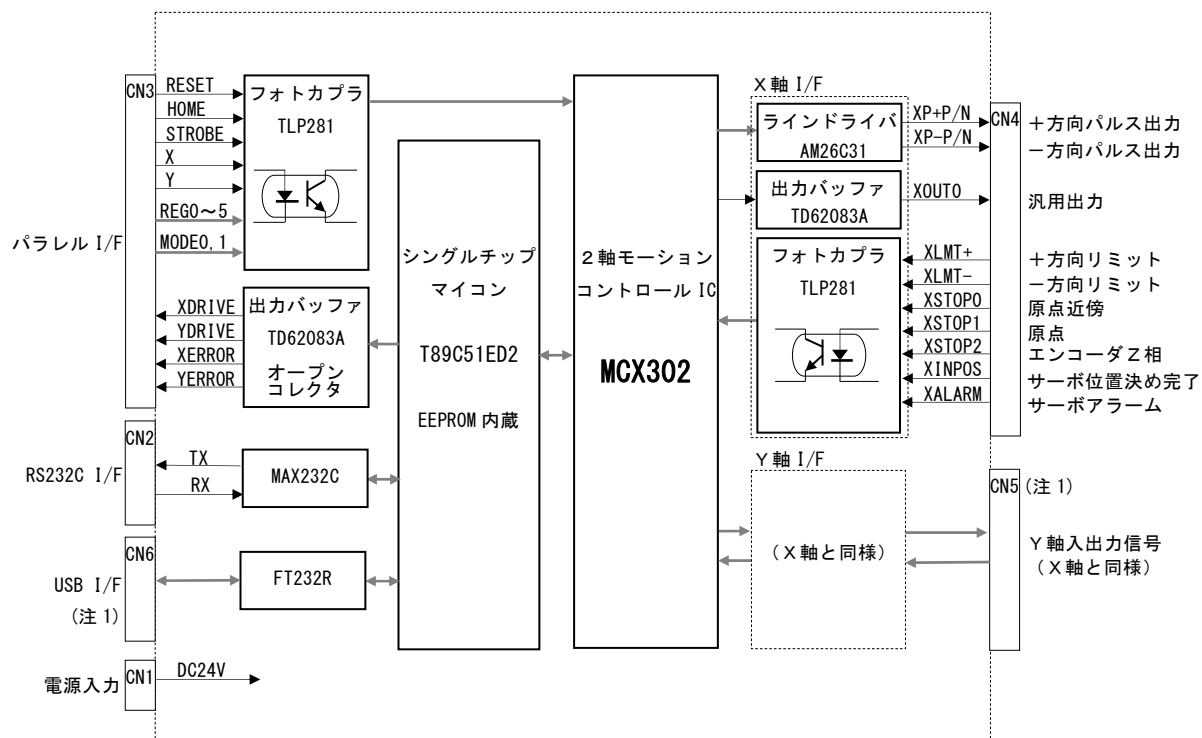 パラレル I/F
CN3
RESET
HOME
STROBE
X
Y
REG0～5
MODE0,1
フォトカプラ
TLP281
XDRIVE
YDRIVE
XERROR
YERROR
出力バッファ
TD62083A
オープン
コレクタ
RS232C I/F
CN2
TX
RX
MAX232C
USB I/F
(注 1)
CN6
FT232R
電源入力
CN1
DC24V
シングルチップ
マイコン
T89C51ED2
EEPROM 内蔵
２軸モーション
コントロール IC
MCX302
Ｘ軸 I/F
ラインドライバ
AM26C31
XP+P/N
XP−P/N
出力バッファ
TD62083A
XOUT0
フォトカプラ
TLP281
XLMT+
XLMT-
XSTOP0
XSTOP1
XSTOP2
XINPOS
XALARM
CN4
＋方向パルス出力
－方向パルス出力
汎用出力
＋方向リミット
－方向リミット
原点近傍
原点
エンコーダＺ相
サーボ位置決め完了
サーボアラーム
Ｙ軸 I/F
（Ｘ軸と同様）
CN5
(注 1)
Ｙ軸入出力信号
（Ｘ軸と同様）